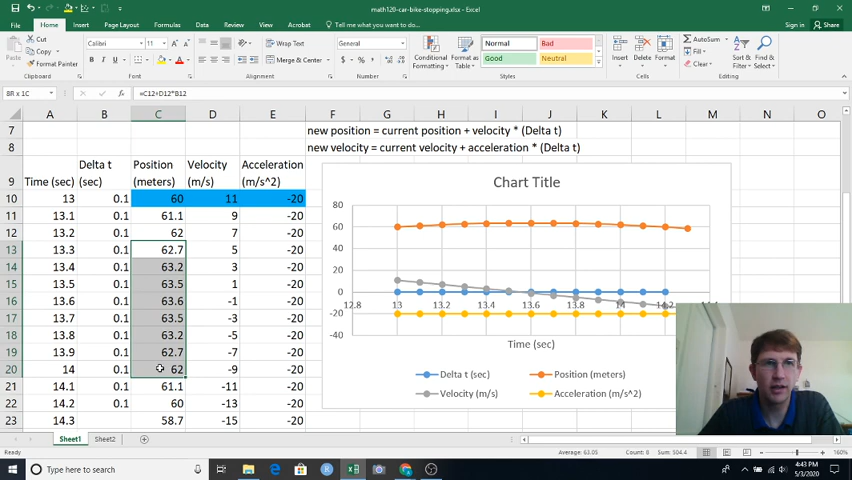 math120-car-bike-stopping.xlsx - Excel
Sign in
File Home Insert Page Layout Formulas Data Review View Acrobat Tell me what you want to do... Share
Cut
Copy
Paste
Format Painter
Clipboard
Calibri 11
Font
Wrap Text
Merge & Center
Alignment
General
Number
Conditional Formatting
Format as Table
Normal Bad
Good Neutral
Styles
Insert Delete Format
Cells
AutoSum
Fill
Clear
Sort & Filter
Find & Select
Editing
8R x 1C =C12+D12*B12
A B C D E F G H I J K L M N O
7 new position = current position + velocity * (Delta t)
8 new velocity = current velocity + acceleration * (Delta t)
9 Time (sec) Delta t (sec) Position (meters) Velocity (m/s) Acceleration (m/s^2)
10 13 0.1 60 11 -20
11 13.1 0.1 61.1 9 -20
12 13.2 0.1 62 7 -20
13 13.3 0.1 62.7 5 -20
14 13.4 0.1 63.2 3 -20
15 13.5 0.1 63.5 1 -20
16 13.6 0.1 63.6 -1 -20
17 13.7 0.1 63.5 -3 -20
18 13.8 0.1 63.2 -5 -20
19 13.9 0.1 62.7 -7 -20
20 14 0.1 62 -9 -20
21 14.1 0.1 61.1 -11 -20
22 14.2 0.1 60 -13 -20
23 14.3 58.7 -15 -20
Chart Title
80
60
40
20
0
-20
-40
12.8 13 13.2 13.4 13.6 13.8 14 14.2 14.4
Time (sec)
Delta t (sec) Position (meters)
Velocity (m/s) Acceleration (m/s^2)
Sheet1 Sheet2
Average: 63.05 Count: 8 Sum: 504.4 160%
Type here to search
4:43 PM
5/3/2020